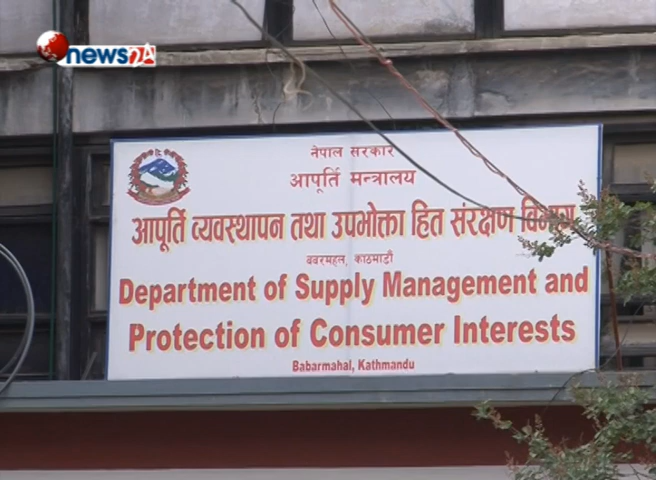 news24
नेपाल सरकार
आपूर्ति मन्त्रालय
आपूर्ति व्यवस्थापन तथा उपभोक्ता हित संरक्षण विभाग
बबरमहल, काठमाडौं
Department of Supply Management and
Protection of Consumer Interests
Babarmahal, Kathmandu